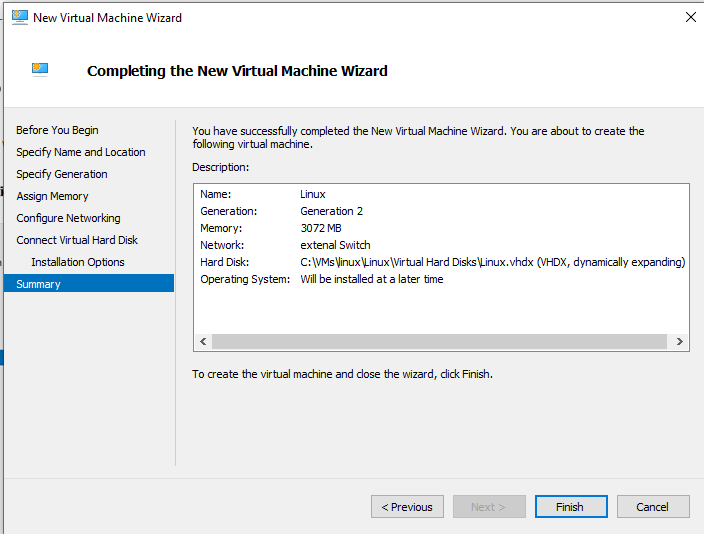 New Virtual Machine Wizard
Completing the New Virtual Machine Wizard
Before You Begin
Specify Name and Location
Specify Generation
Assign Memory
Configure Networking
Connect Virtual Hard Disk
Installation Options
Summary
You have successfully completed the New Virtual Machine Wizard. You are about to create the
following virtual machine.
Description:
Name: Linux
Generation: Generation 2
Memory: 3072 MB
Network: extenal Switch
Hard Disk: C:\VMs\linux\Linux\Virtual Hard Disks\Linux.vhdx (VHDX, dynamically expanding)
Operating System: Will be installed at a later time
To create the virtual machine and close the wizard, click Finish.
< Previous
Next >
Finish
Cancel